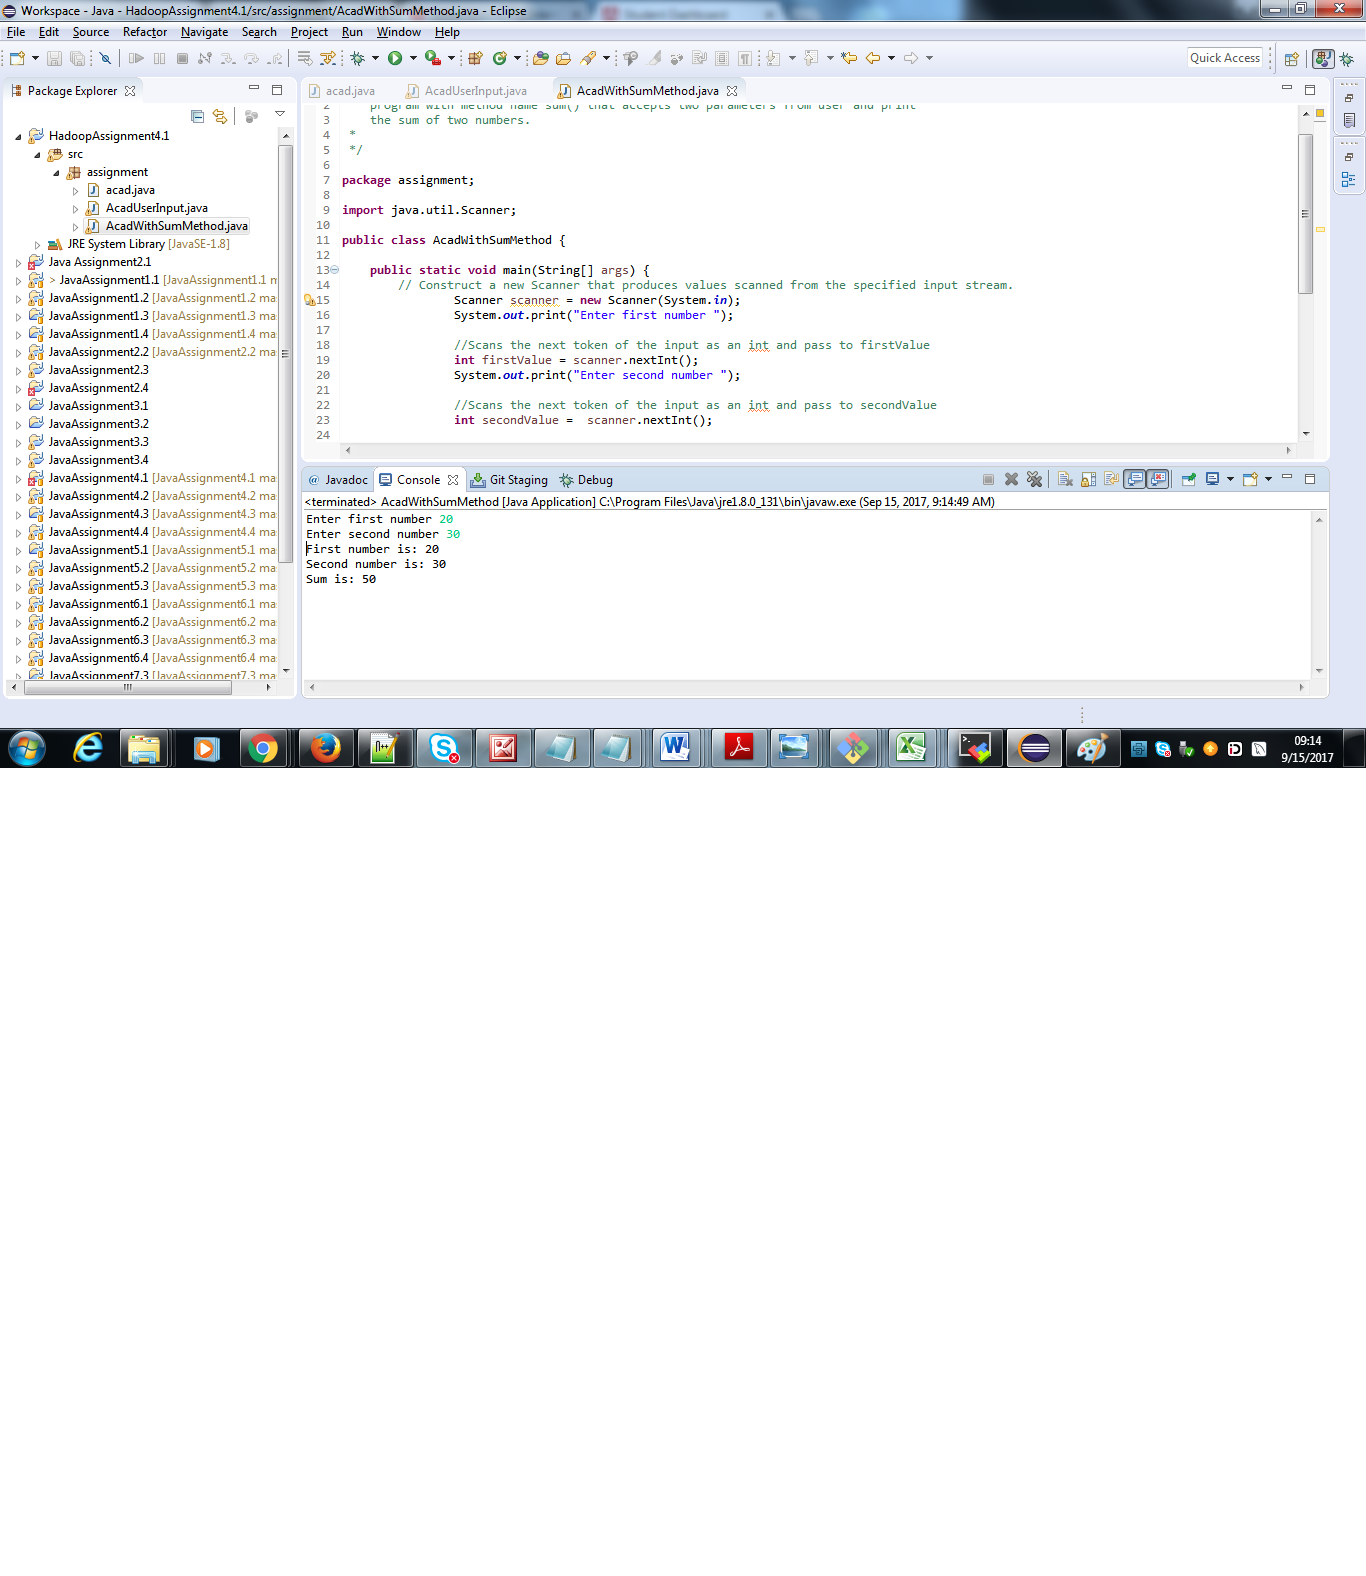 Workspace - Java - HadoopAssignment4.1/src/assignment/AcadWithSumMethod.java - Eclipse
File Edit Source Refactor Navigate Search Project Run Window Help
Quick Access
Package Explorer
HadoopAssignment4.1
src
assignment
acad.java
AcadUserInput.java
AcadWithSumMethod.java
JRE System Library [JavaSE-1.8]
Java Assignment2.1
> JavaAssignment1.1 [JavaAssignment1.1 m
JavaAssignment1.2 [JavaAssignment1.2 ma
JavaAssignment1.3 [JavaAssignment1.3 ma
JavaAssignment1.4 [JavaAssignment1.4 ma
JavaAssignment2.2 [JavaAssignment2.2 ma
JavaAssignment2.3
JavaAssignment2.4
JavaAssignment3.1
JavaAssignment3.2
JavaAssignment3.3
JavaAssignment3.4
JavaAssignment4.1 [JavaAssignment4.1 ma
JavaAssignment4.2 [JavaAssignment4.2 ma
JavaAssignment4.3 [JavaAssignment4.3 ma
JavaAssignment4.4 [JavaAssignment4.4 ma
JavaAssignment5.1 [JavaAssignment5.1 ma
JavaAssignment5.2 [JavaAssignment5.2 ma
JavaAssignment5.3 [JavaAssignment5.3 ma
JavaAssignment6.1 [JavaAssignment6.1 ma
JavaAssignment6.2 [JavaAssignment6.2 ma
JavaAssignment6.3 [JavaAssignment6.3 ma
JavaAssignment6.4 [JavaAssignment6.4 ma
JavaAssignment7.3 [JavaAssignment7.3 ma
acad.java AcadUserInput.java AcadWithSumMethod.java
2 program with method name sum() that accepts two parameters from user and print
3 the sum of two numbers.
4 *
5 */
6
7 package assignment;
8
9 import java.util.Scanner;
10
11 public class AcadWithSumMethod {
12
13 public static void main(String[] args) {
14 // Construct a new Scanner that produces values scanned from the specified input stream.
15 Scanner scanner = new Scanner(System.in);
16 System.out.print("Enter first number ");
17
18 //Scans the next token of the input as an int and pass to firstValue
19 int firstValue = scanner.nextInt();
20 System.out.print("Enter second number ");
21
22 //Scans the next token of the input as an int and pass to secondValue
23 int secondValue =  scanner.nextInt();
24
@ Javadoc Console Git Staging Debug
<terminated> AcadWithSumMethod [Java Application] C:\Program Files\Java\jre1.8.0_131\bin\javaw.exe (Sep 15, 2017, 9:14:49 AM)
Enter first number 20
Enter second number 30
First number is: 20
Second number is: 30
Sum is: 50
09:14
9/15/2017